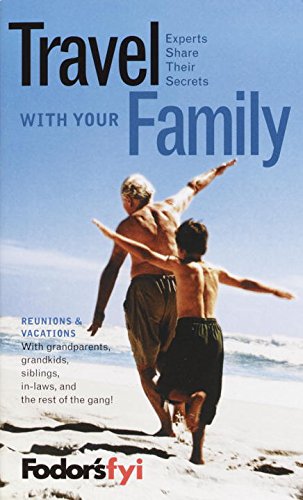 Travel
Experts
Share
Their
Secrets
WITH YOUR
Family
REUNIONS &
VACATIONS
With grandparents,
grandkids,
siblings,
in-laws, and
the rest of the gang!
Fodor'sfyi